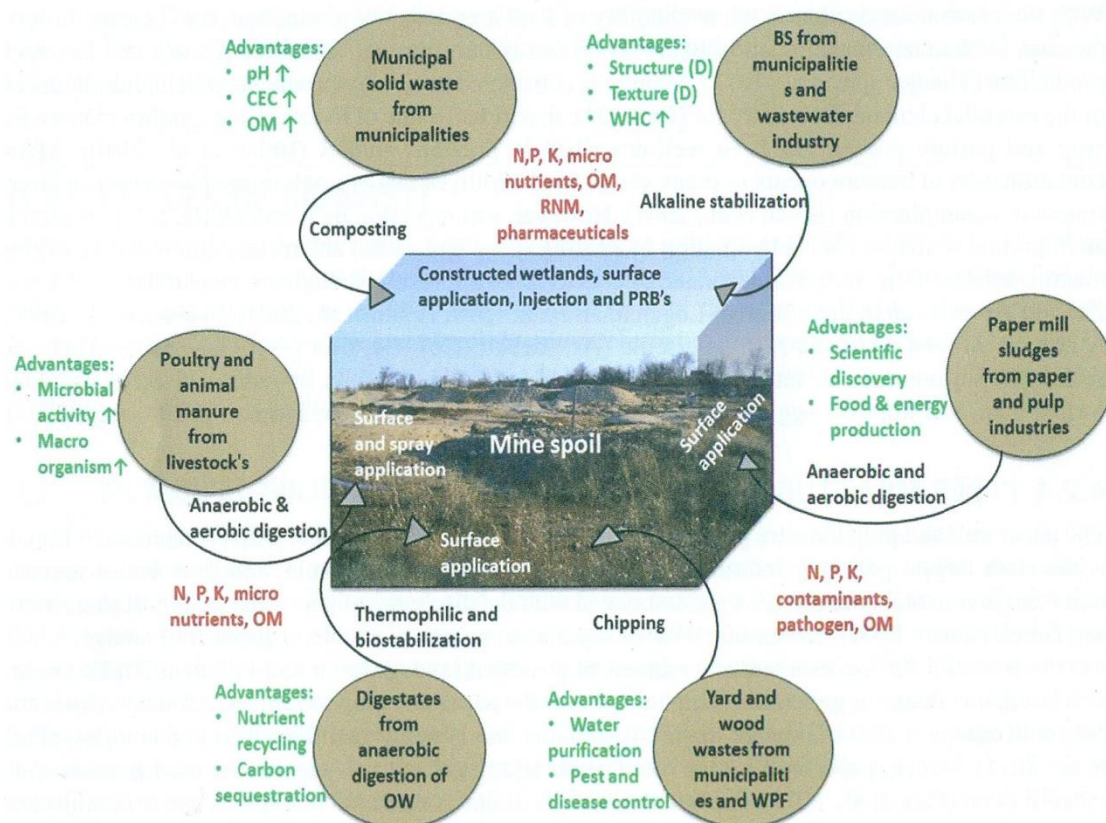 Advantages:
• pH ↑
• CEC ↑
• OM ↑
Municipal
solid waste
from
municipalities
Advantages:
• Structure (D)
• Texture (D)
• WHC ↑
BS from
municipalitie
s and
wastewater
industry
N,P, K, micro
nutrients, OM,
RNM,
pharmaceuticals
Composting
Alkaline stabilization
Constructed wetlands, surface
application, Injection and PRB's
Advantages:
• Microbial
activity ↑
• Macro
organism ↑
Poultry and
animal
manure
from
livestock's
Advantages:
• Scientific
discovery
• Food & energy
production
Paper mill
sludges
from paper
and pulp
industries
Surface
and spray
application
Mine spoil
Surface
application
Anaerobic &
aerobic digestion
Anaerobic and
aerobic digestion
Surface
application
N, P, K, micro
nutrients, OM
Thermophilic and
biostabilization
Chipping
N, P, K,
contaminants,
pathogen, OM
Advantages:
• Nutrient
recycling
• Carbon
sequestration
Digestates
from
anaerobic
digestion of
OW
Advantages:
• Water
purification
• Pest and
disease control
Yard and
wood
wastes from
municipaliti
es and WPF